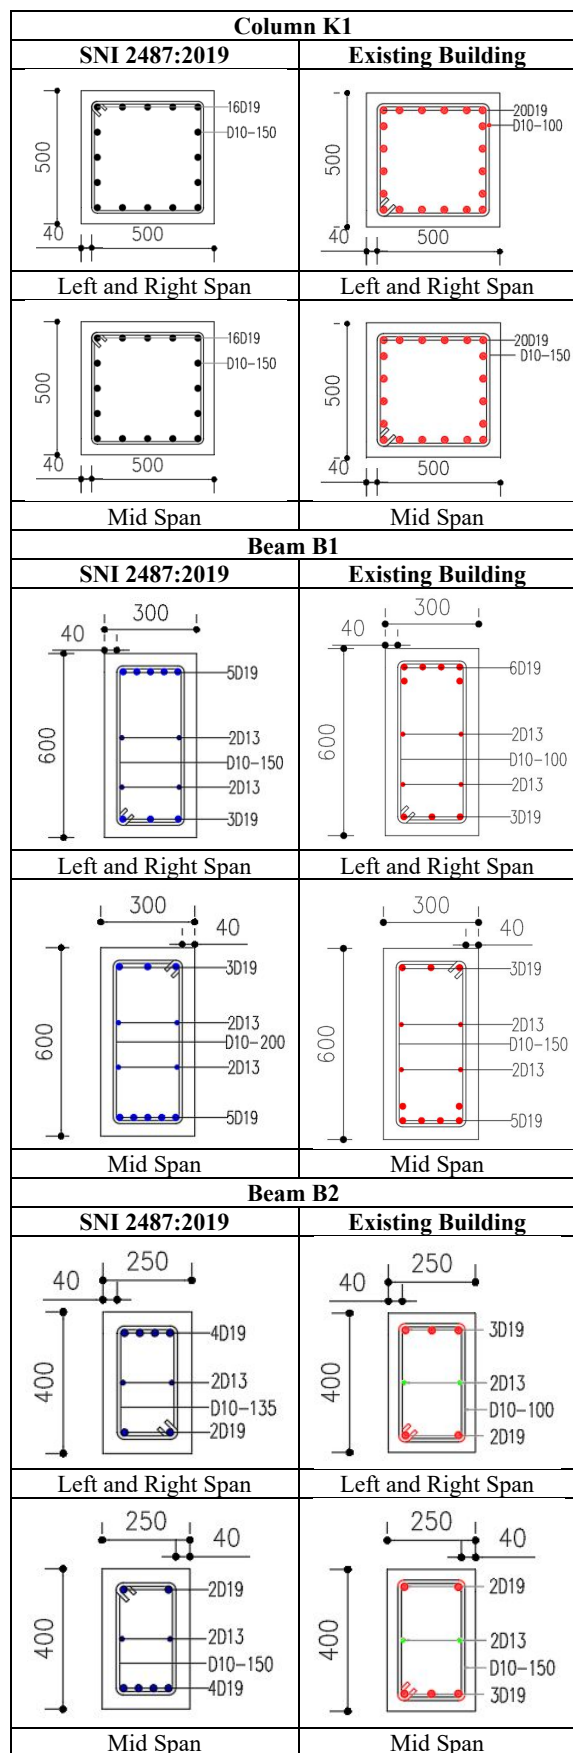 Column K1
SNI 2487:2019 Existing Building
16D19
D10-150
500
40
500
20D19
D10-100
500
40
500
Left and Right Span Left and Right Span
16D19
D10-150
500
40
500
20D19
D10-150
500
40
500
Mid Span Mid Span
Beam B1
SNI 2487:2019 Existing Building
300
40
5D19
2D13
D10-150
2D13
3D19
600
300
40
6D19
2D13
D10-100
2D13
3D19
600
Left and Right Span Left and Right Span
300
40
3D19
2D13
D10-200
2D13
5D19
600
300
40
3D19
2D13
D10-150
2D13
5D19
600
Mid Span Mid Span
Beam B2
SNI 2487:2019 Existing Building
250
40
4D19
2D13
D10-135
2D19
400
250
40
3D19
2D13
D10-100
2D19
400
Left and Right Span Left and Right Span
250
40
2D19
2D13
D10-150
4D19
400
250
40
2D19
2D13
D10-150
3D19
400
Mid Span Mid Span